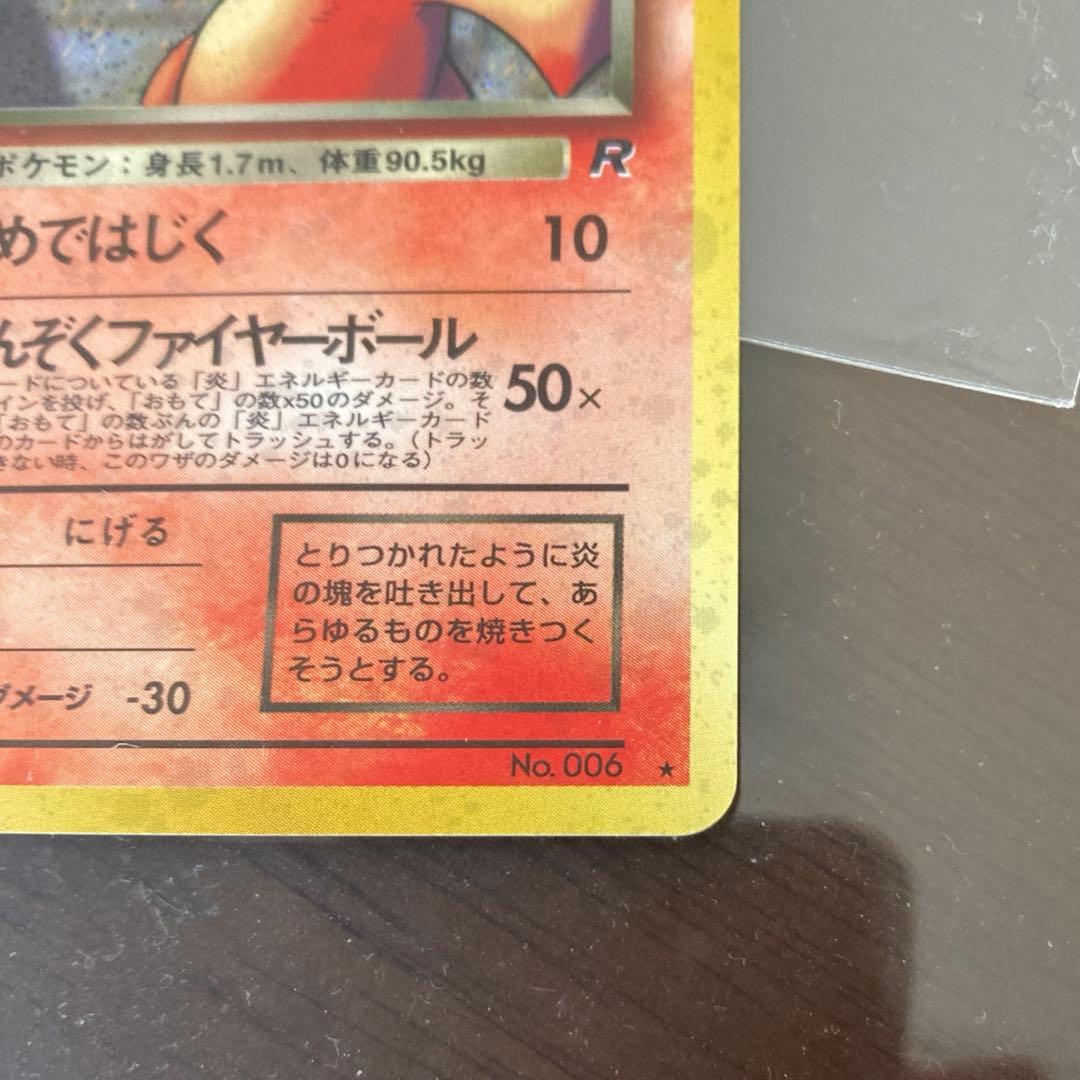 ポケモン：身長1.7m、体重90.5kg R
めではじく 10
んぞくファイヤーボール
50×
ードについている「炎」エネルギーカードの数
インを投げ、「おもて」の数x50のダメージ。そ
「おもて」の数ぶんの「炎」エネルギーカード
のカードからはがしてトラッシュする。（トラッ
きない時、このワザのダメージは0になる）
にげる
とりつかれたように炎
の塊を吐き出して、あ
らゆるものを焼きつく
そうとする。
ダメージ -30
No. 006 ★